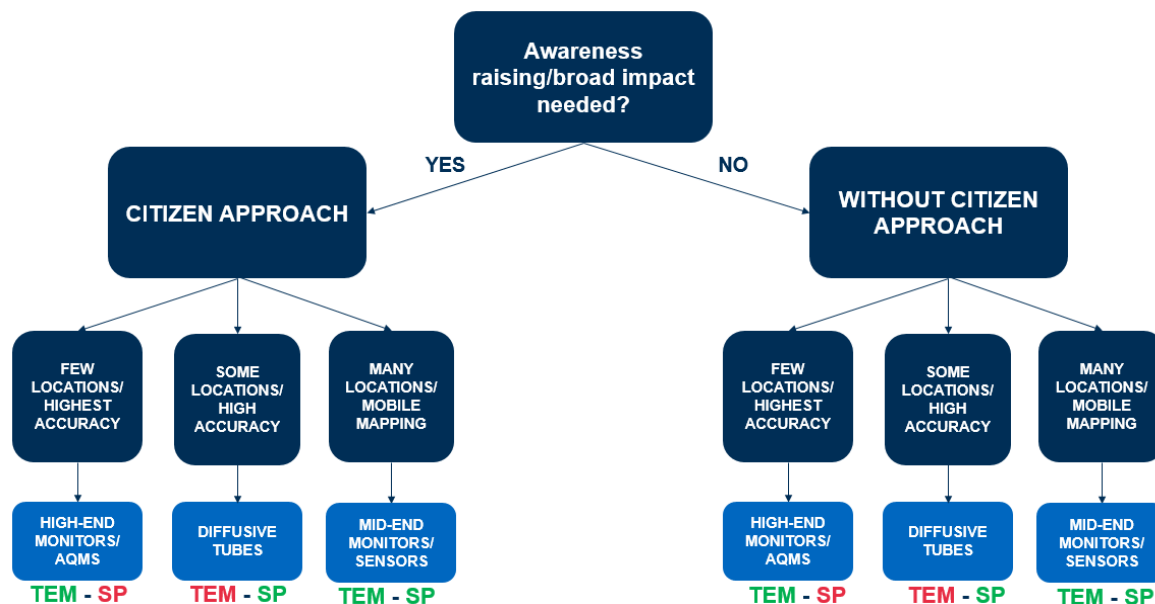 Awareness
raising/broad impact
needed?
YES
NO
CITIZEN APPROACH
WITHOUT CITIZEN
APPROACH
FEW
LOCATIONS/
HIGHEST
ACCURACY
SOME
LOCATIONS/
HIGH
ACCURACY
MANY
LOCATIONS/
MOBILE
MAPPING
FEW
LOCATIONS/
HIGHEST
ACCURACY
SOME
LOCATIONS/
HIGH
ACCURACY
MANY
LOCATIONS/
MOBILE
MAPPING
HIGH-END
MONITORS/
AQMS
DIFFUSIVE
TUBES
MID-END
MONITORS/
SENSORS
HIGH-END
MONITORS/
AQMS
DIFFUSIVE
TUBES
MID-END
MONITORS/
SENSORS
TEM - SP
TEM - SP
TEM - SP
TEM - SP
TEM - SP
TEM - SP